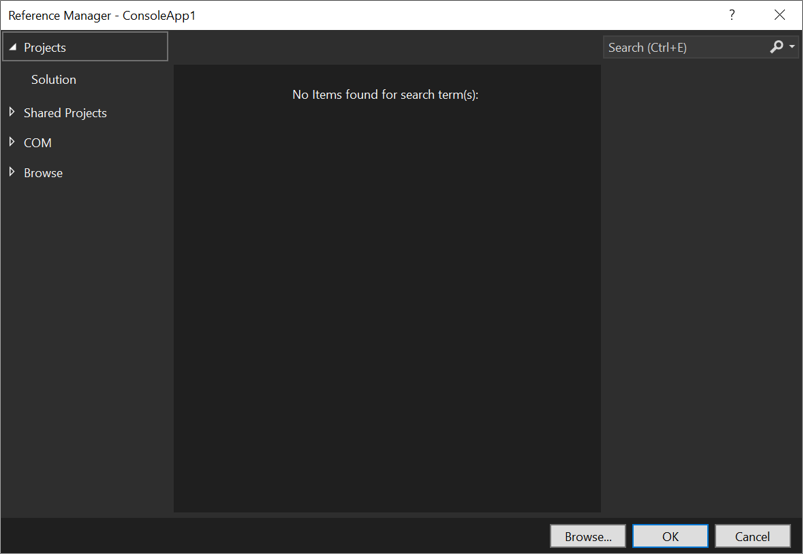 Reference Manager - ConsoleApp1
?
Projects
Search (Ctrl+E)
Solution
No Items found for search term(s):
Shared Projects
COM
Browse
Browse...
OK
Cancel